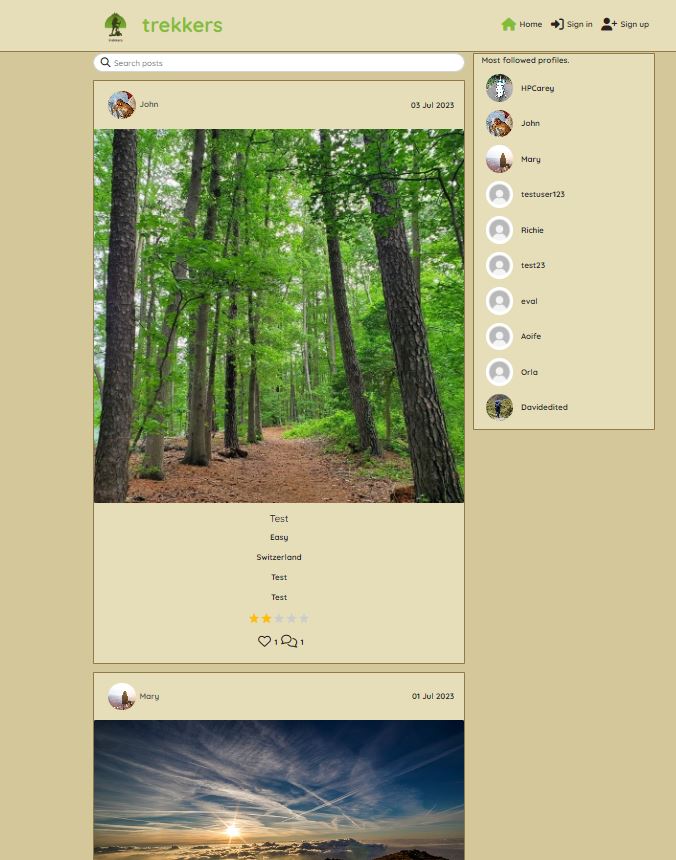 trekkers
Home Sign in Sign up
Search posts
John
03 Jul 2023
Test
Easy
Switzerland
Test
Test
1 1
Mary
01 Jul 2023
Most followed profiles.
HPCarey
John
Mary
testuser123
Richie
test23
eval
Aoife
Orla
Davidedited